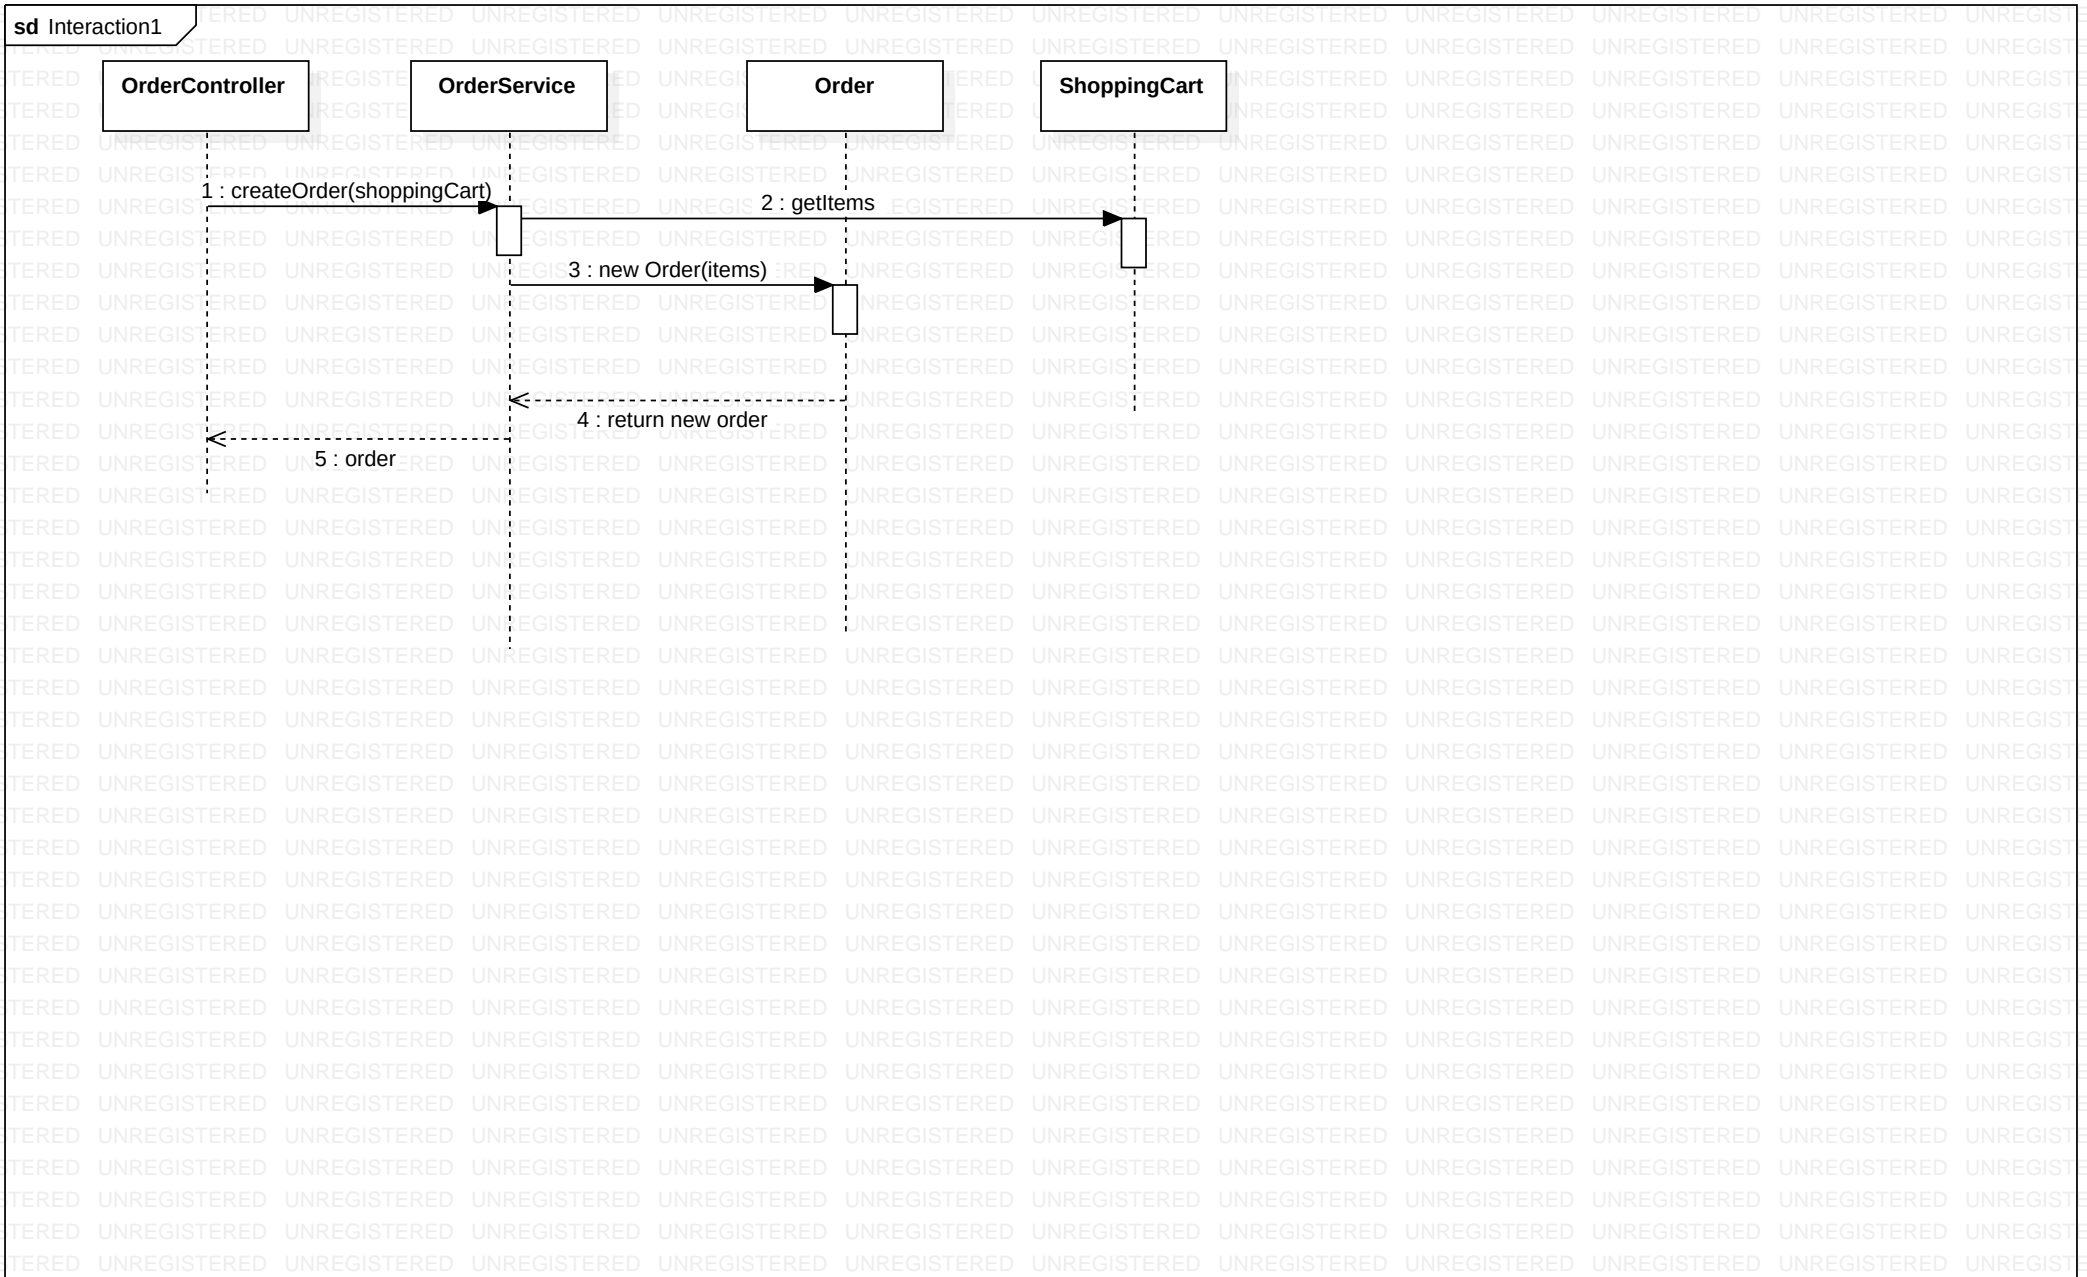 sd Interaction1
OrderController
OrderService
Order
ShoppingCart
1 : createOrder(shoppingCart)
2 : getItems
3 : new Order(items)
4 : return new order
5 : order
UNREGISTERED